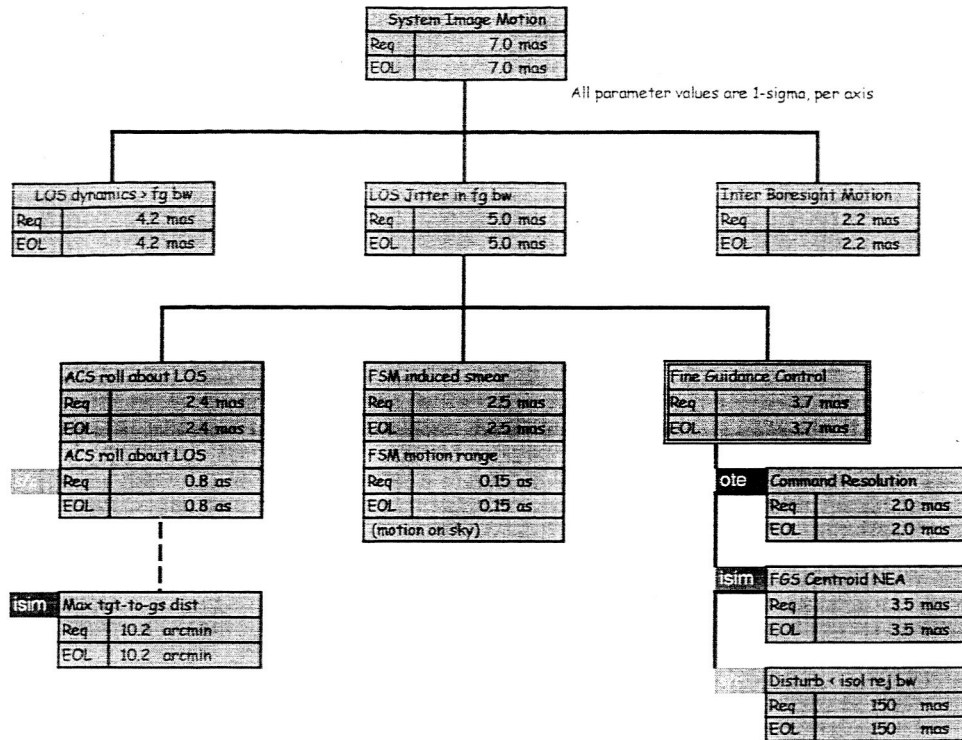 System Image Motion
Req 7.0 mas
EOL 7.0 mas
All parameter values are 1-sigma, per axis
LOS dynamics > fg bw
Req 4.2 mas
EOL 4.2 mas
LOS Jitter in fg bw
Req 5.0 mas
EOL 5.0 mas
Inter Boresight Motion
Req 2.2 mas
EOL 2.2 mas
ACS roll about LOS
Req 2.4 mas
EOL 2.4 mas
ACS roll about LOS
Req 0.8 as
EOL 0.8 as
isim Max tgt-to-gs dist
Req 10.2 arcmin
EOL 10.2 arcmin
FSM induced smear
Req 2.5 mas
EOL 2.5 mas
FSM motion range
Req 0.15 as
EOL 0.15 as
(motion on sky)
Fine Guidance Control
Req 3.7 mas
EOL 3.7 mas
ote Command Resolution
Req 2.0 mas
EOL 2.0 mas
isim FGS Centroid NEA
Req 3.5 mas
EOL 3.5 mas
Disturb < isol rej bw
Req 150 mas
EOL 150 mas